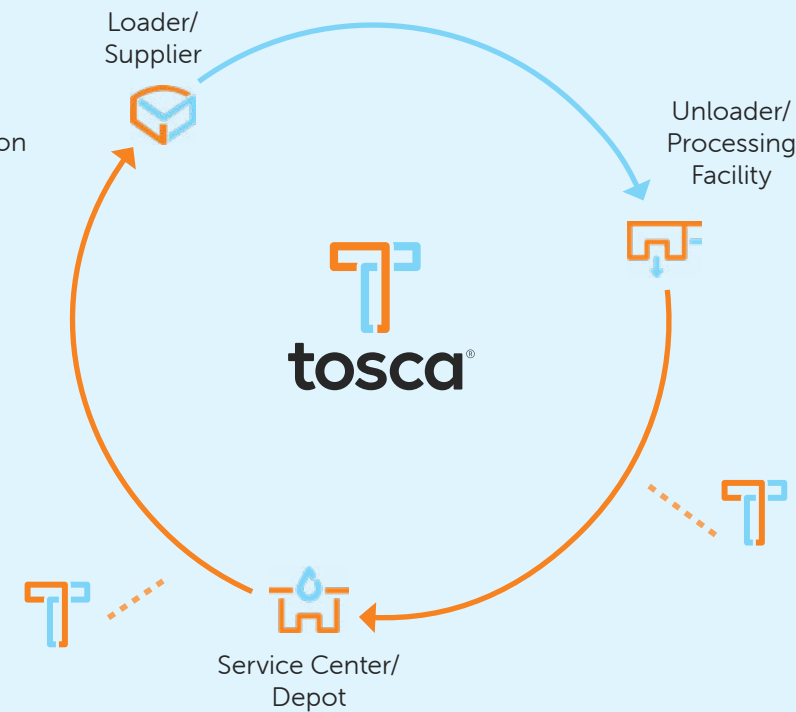 Loader/
Supplier
on
Unloader/
Processing
Facility
tosca®
Service Center/
Depot